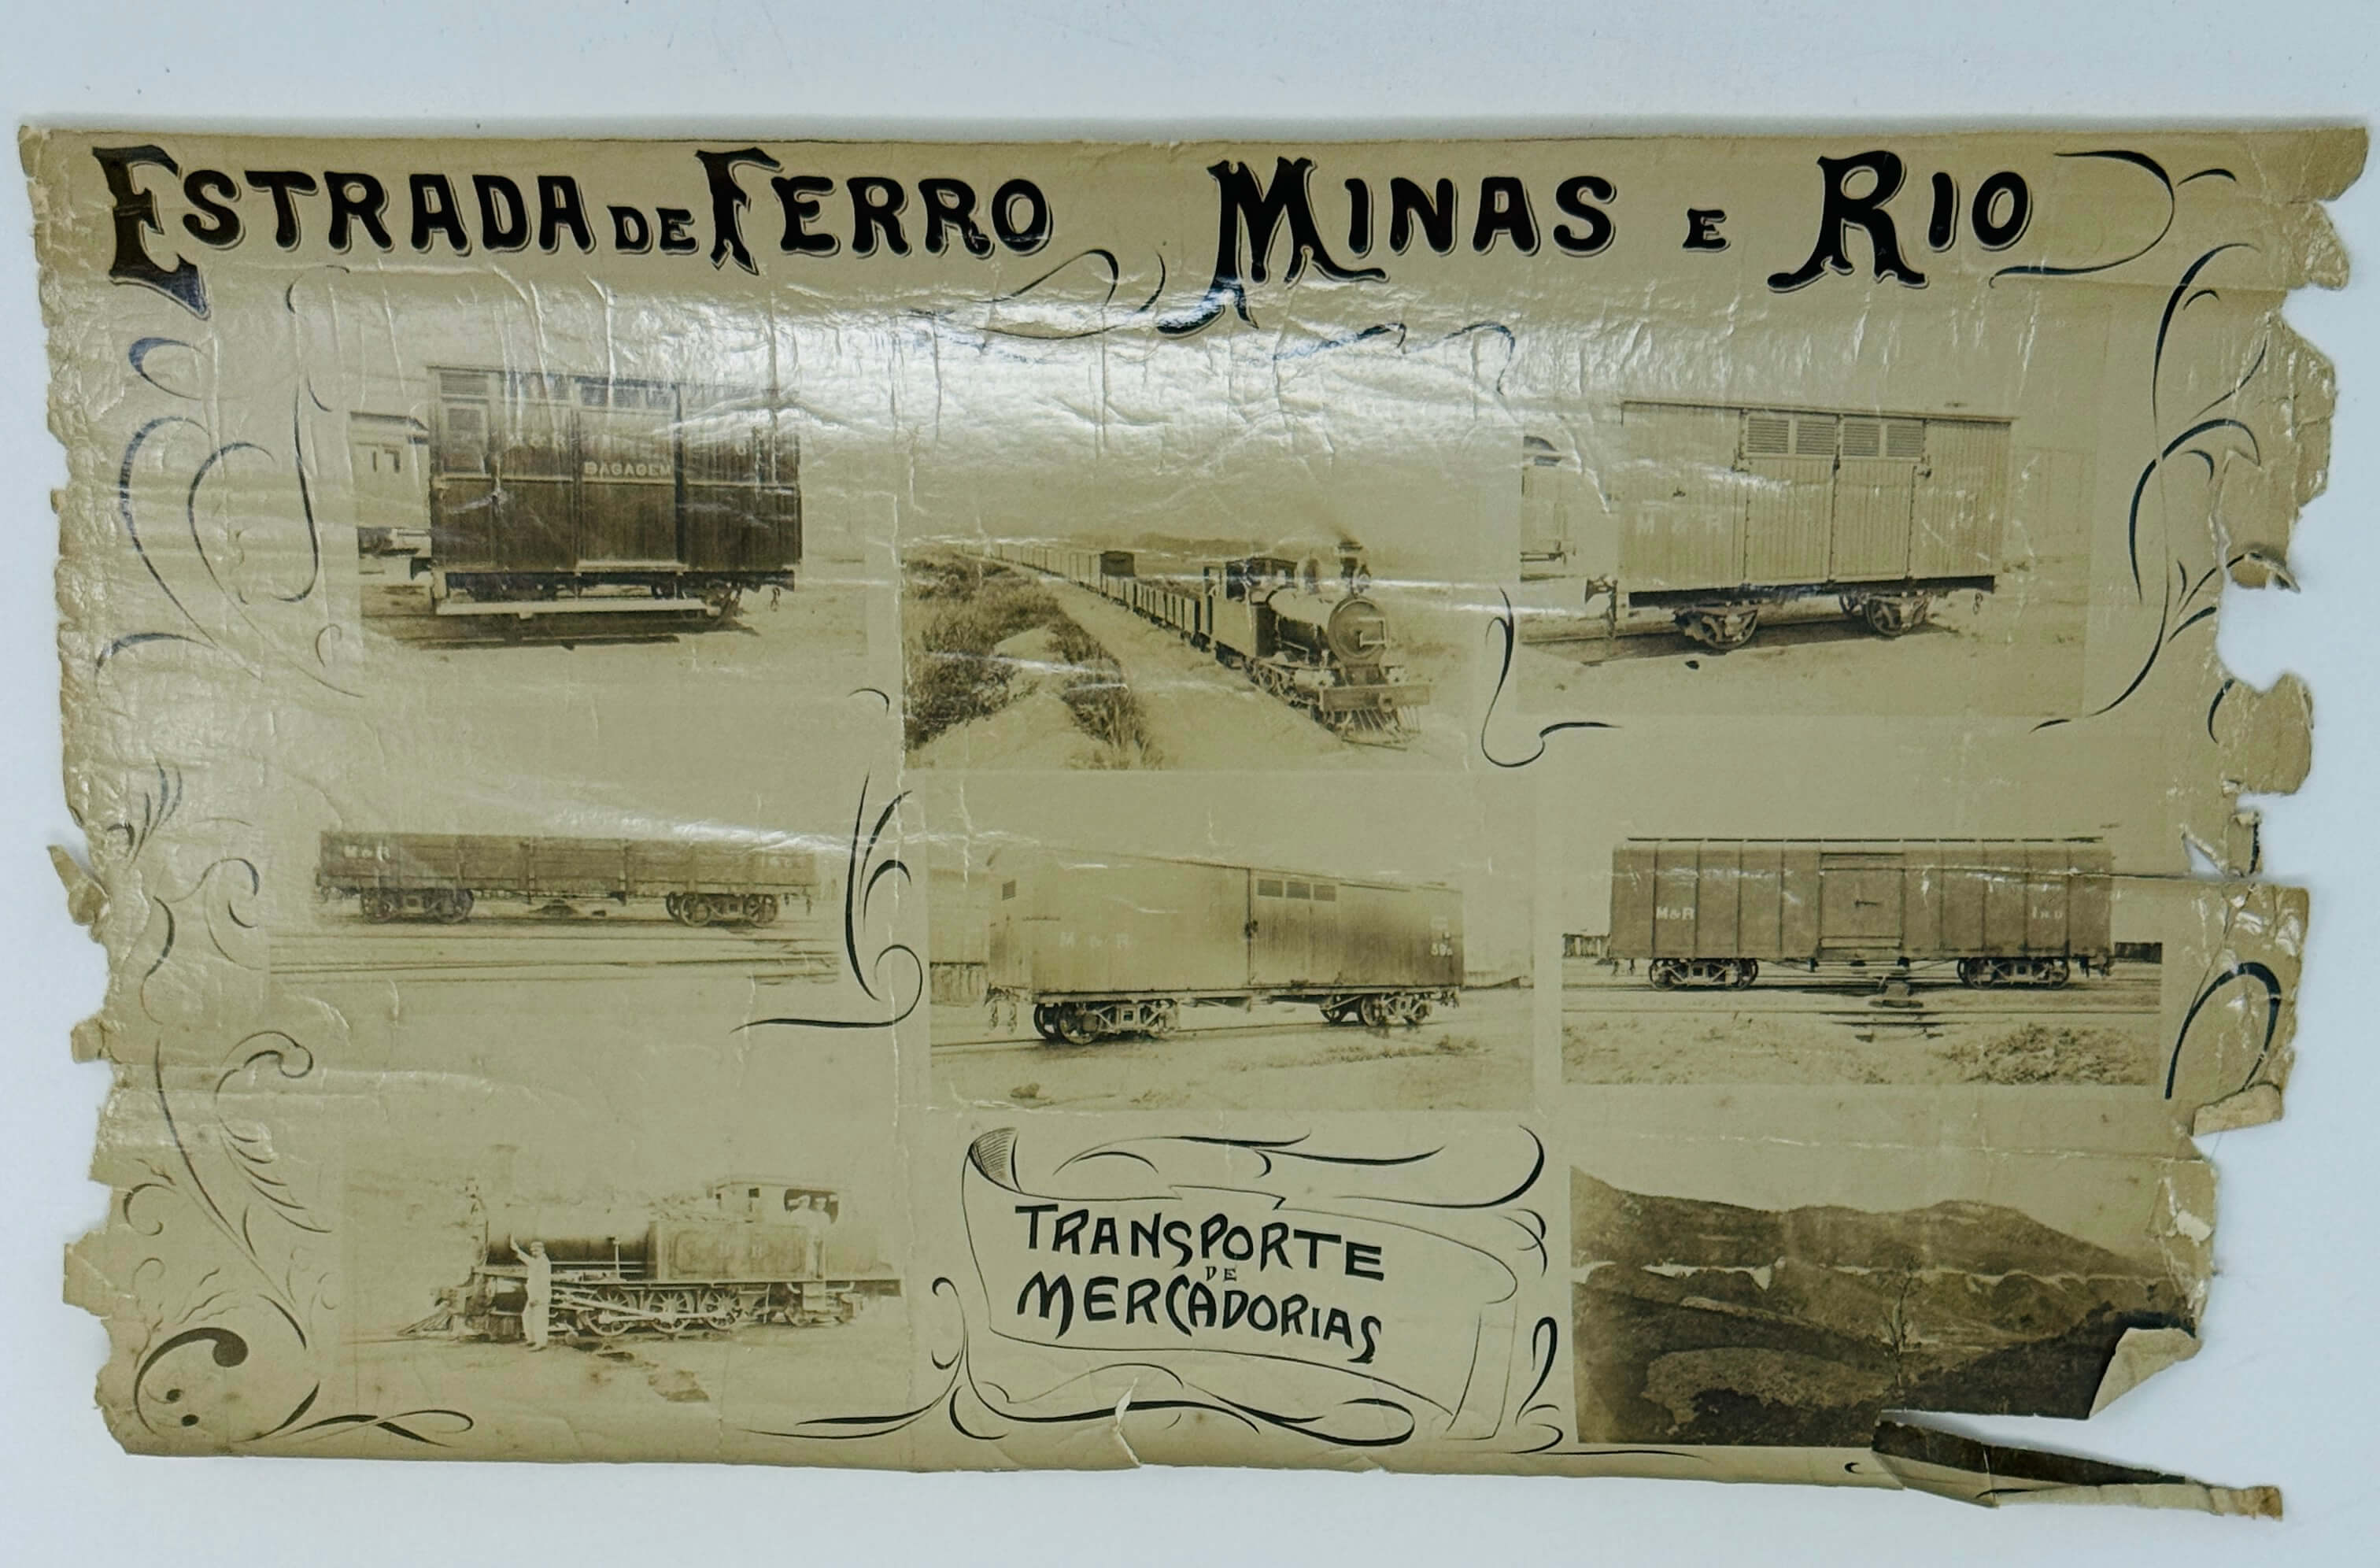 ESTRADA DE FERRO MINAS E RIO
BAGAGEM
M & R
M & R
M & R
M & R
TRANSPORTE
DE
MERCADORIAS